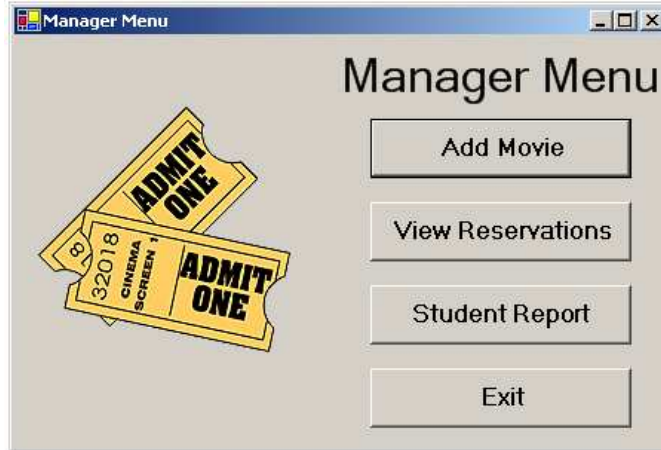 Manager Menu
Manager Menu
Add Movie
View Reservations
Student Report
Exit
ADMIT
ONE
8
32018
CINEMA
SCREEN 1
ADMIT
ONE